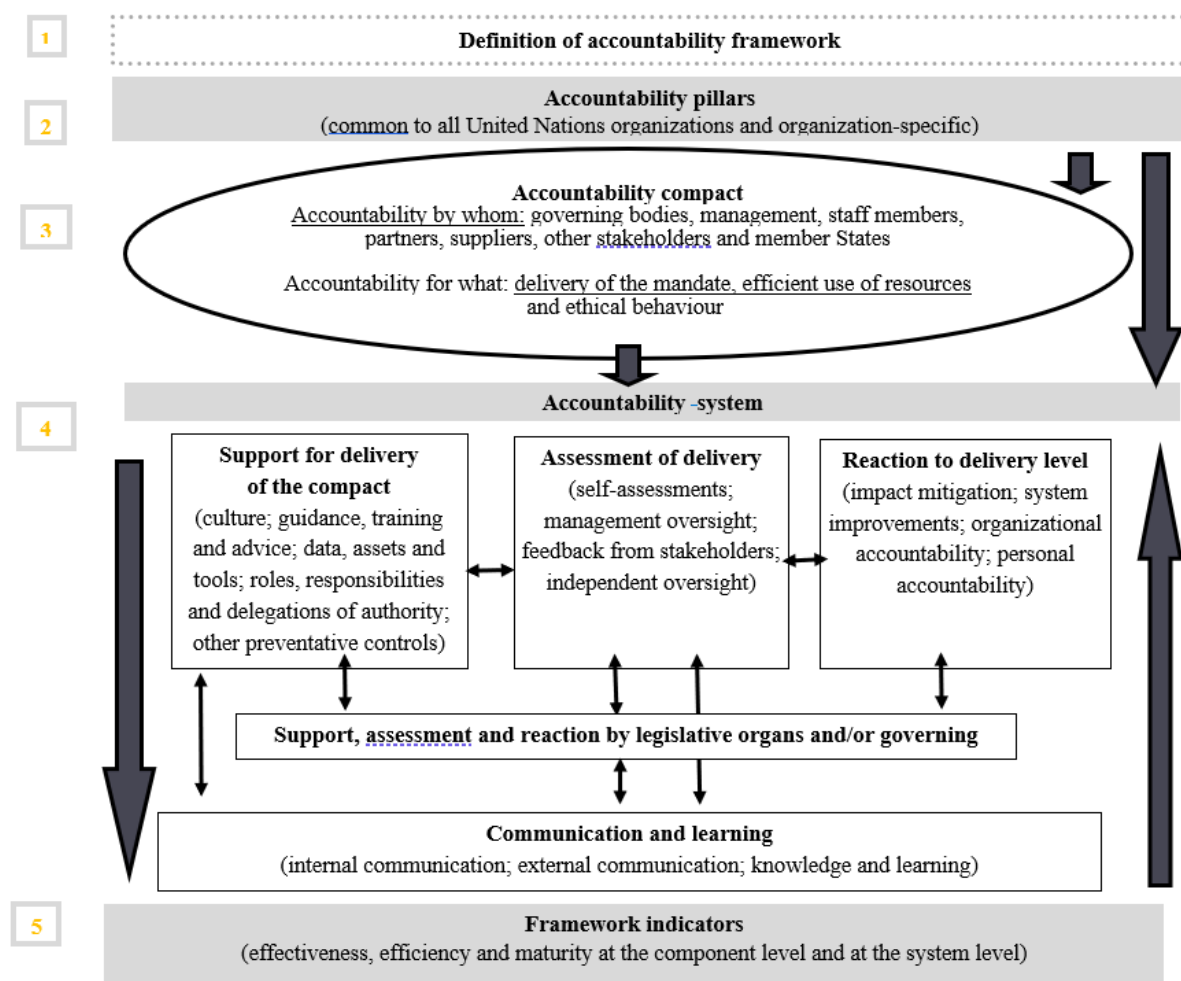 1
Definition of accountability framework
2
Accountability pillars
(common to all United Nations organizations and organization-specific)
3
Accountability compact
Accountability by whom: governing bodies, management, staff members,
partners, suppliers, other stakeholders and member States
Accountability for what: delivery of the mandate, efficient use of resources
and ethical behaviour
4
Accountability -system
Support for delivery
of the compact
(culture; guidance, training
and advice; data, assets and
tools; roles, responsibilities
and delegations of authority;
other preventative controls)
Assessment of delivery
(self-assessments;
management oversight;
feedback from stakeholders;
independent oversight)
Reaction to delivery level
(impact mitigation; system
improvements; organizational
accountability; personal
accountability)
Support, assessment and reaction by legislative organs and/or governing
Communication and learning
(internal communication; external communication; knowledge and learning)
5
Framework indicators
(effectiveness, efficiency and maturity at the component level and at the system level)